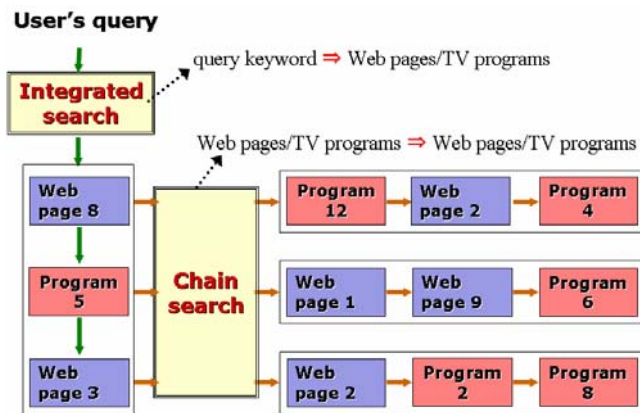 User's query
query keyword ⇒ Web pages/TV programs
Integrated
search
Web pages/TV programs ⇒ Web pages/TV programs
Web
page 8
Program
12
Web
page 2
Program
4
Program
5
Chain
search
Web
page 1
Web
page 9
Program
6
Web
page 3
Web
page 2
Program
2
Program
8